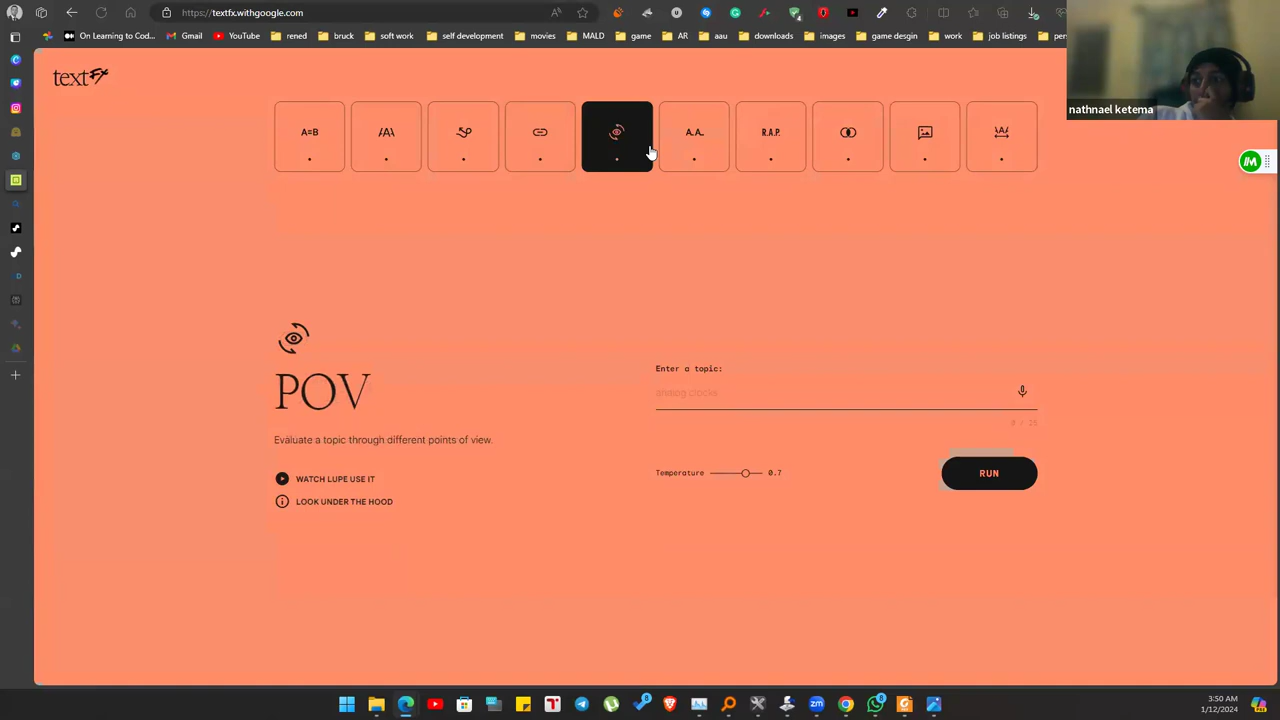 https://textfx.withgoogle.com
On Learning to Cod...
Gmail
YouTube
rened
bruck
soft work
self development
movies
MALD
game
AR
aau
downloads
images
game desgin
work
job listings
textFX
nathnael ketema
A=B
/A\
A.A.
R.A.P.
POV
Enter a topic:
analog clocks
Evaluate a topic through different points of view.
WATCH LUPE USE IT
Temperature
0.7
RUN
LOOK UNDER THE HOOD
3:50 AM
1/12/2024